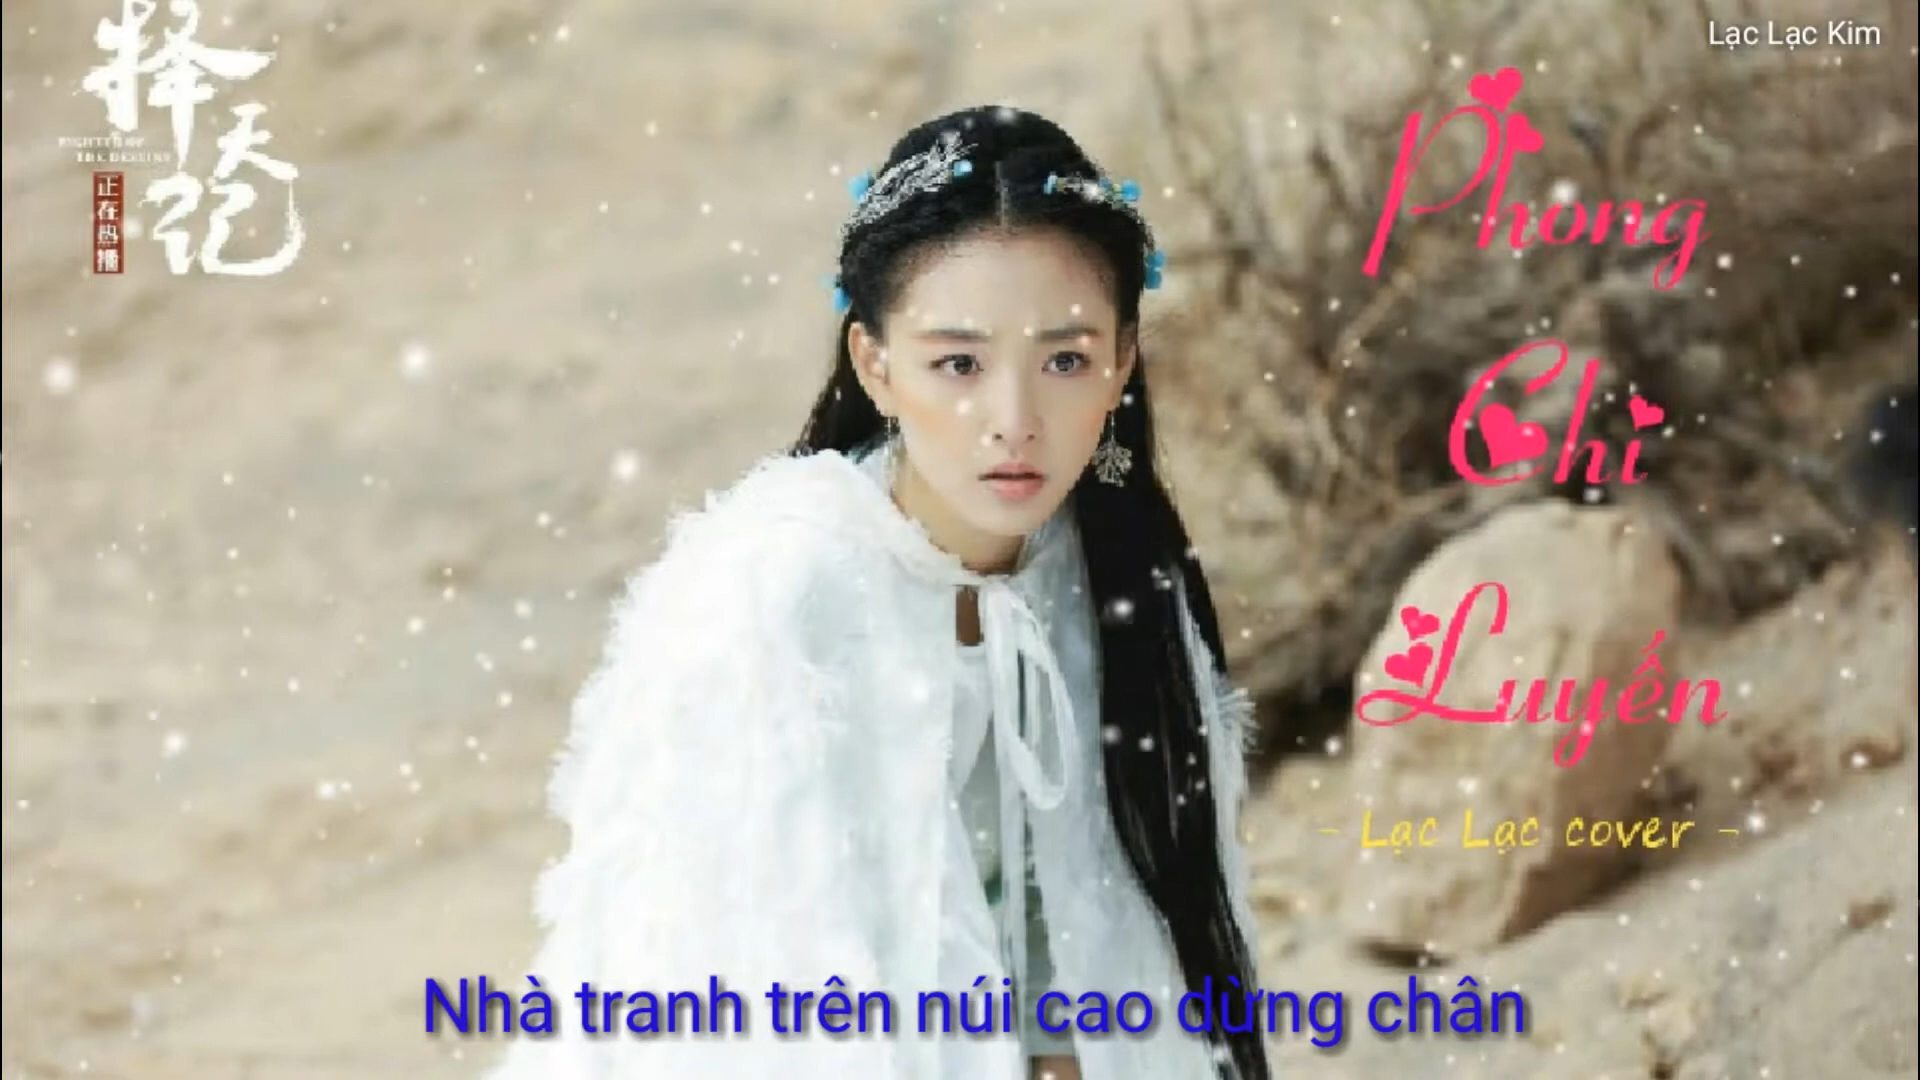 择天记
FIGHTER OF
THE DESTINY
正在热播
Lạc Lạc Kim
Phong
Chi
Luyến
- Lạc Lạc cover -
Nhà tranh trên núi cao dừng chân